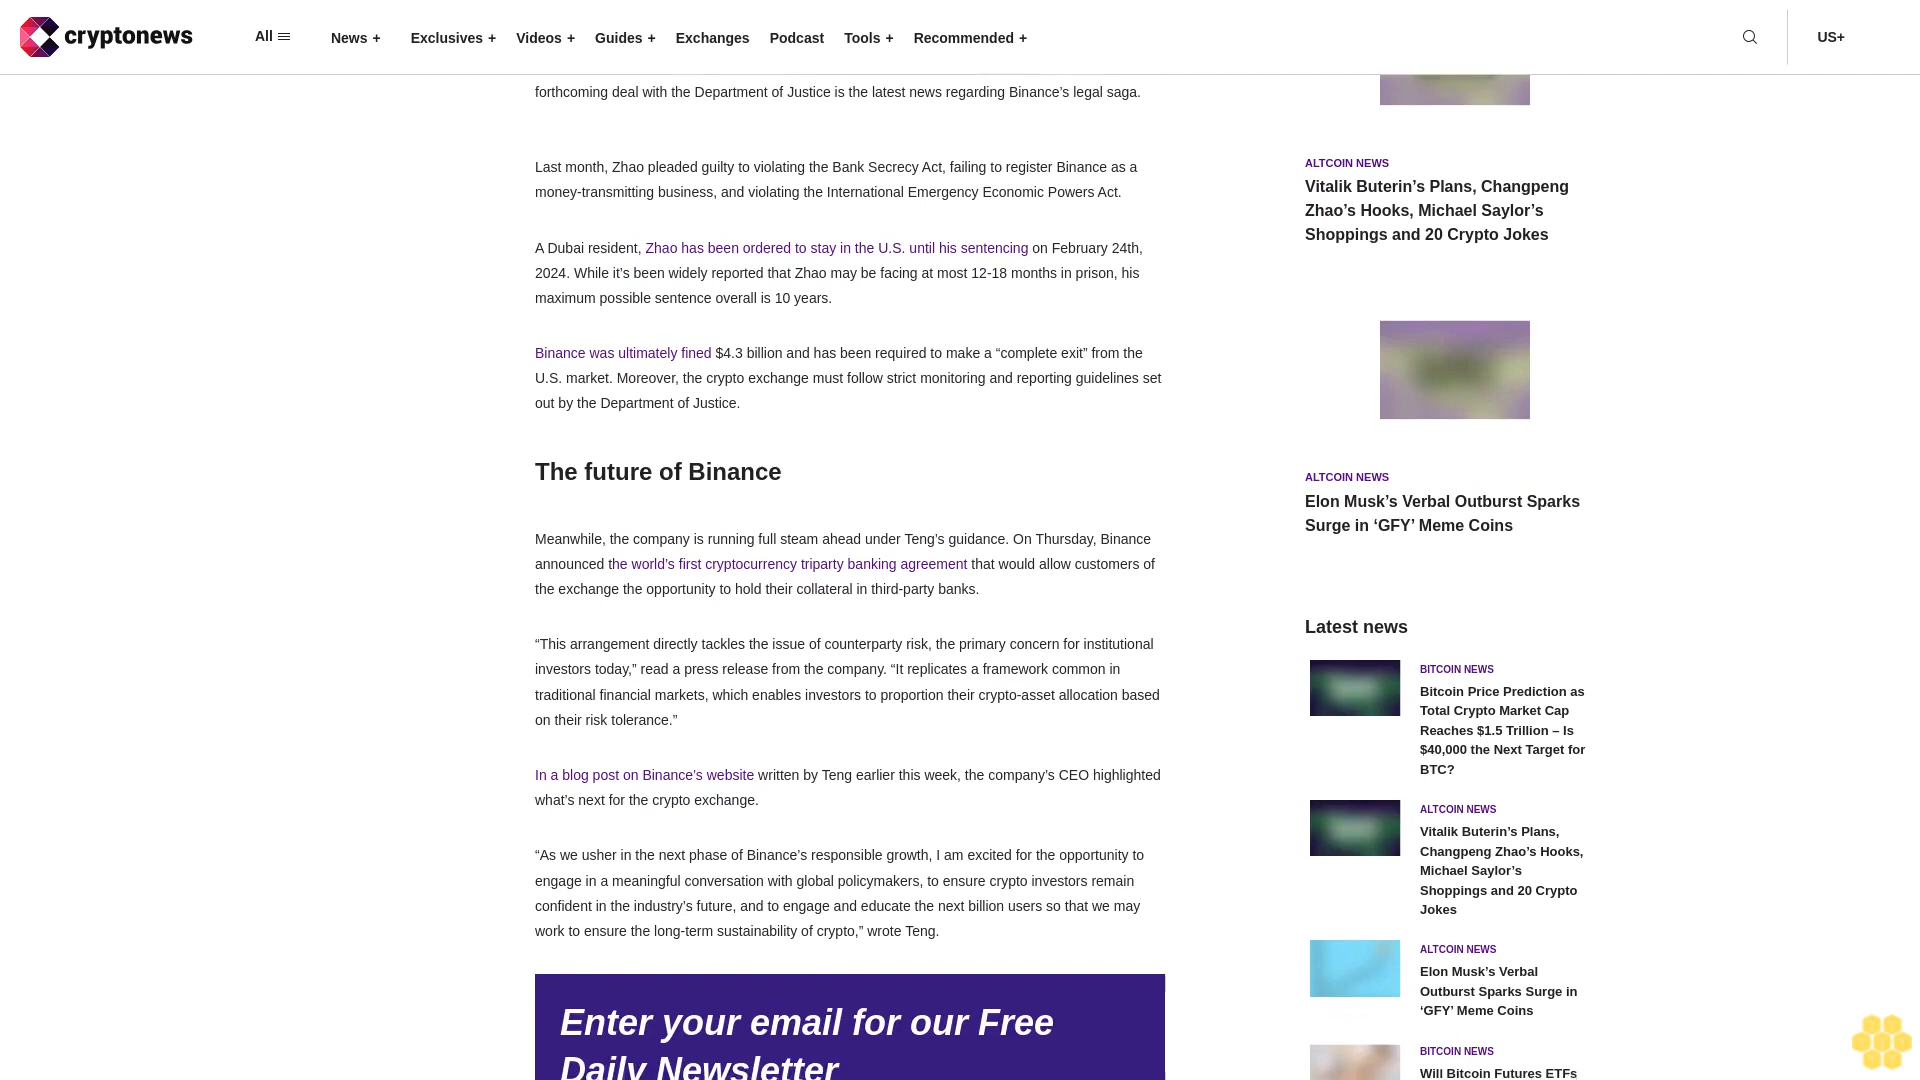 cryptonews
All
News +
Exclusives +
Videos +
Guides +
Exchanges
Podcast
Tools +
Recommended +
US+
forthcoming deal with the Department of Justice is the latest news regarding Binance’s legal saga.
Last month, Zhao pleaded guilty to violating the Bank Secrecy Act, failing to register Binance as a
money-transmitting business, and violating the International Emergency Economic Powers Act.
A Dubai resident, Zhao has been ordered to stay in the U.S. until his sentencing on February 24th,
2024. While it’s been widely reported that Zhao may be facing at most 12-18 months in prison, his
maximum possible sentence overall is 10 years.
Binance was ultimately fined $4.3 billion and has been required to make a “complete exit” from the
U.S. market. Moreover, the crypto exchange must follow strict monitoring and reporting guidelines set
out by the Department of Justice.
The future of Binance
Meanwhile, the company is running full steam ahead under Teng’s guidance. On Thursday, Binance
announced the world’s first cryptocurrency triparty banking agreement that would allow customers of
the exchange the opportunity to hold their collateral in third-party banks.
“This arrangement directly tackles the issue of counterparty risk, the primary concern for institutional
investors today,” read a press release from the company. “It replicates a framework common in
traditional financial markets, which enables investors to proportion their crypto-asset allocation based
on their risk tolerance.”
In a blog post on Binance’s website written by Teng earlier this week, the company’s CEO highlighted
what’s next for the crypto exchange.
“As we usher in the next phase of Binance’s responsible growth, I am excited for the opportunity to
engage in a meaningful conversation with global policymakers, to ensure crypto investors remain
confident in the industry’s future, and to engage and educate the next billion users so that we may
work to ensure the long-term sustainability of crypto,” wrote Teng.
Enter your email for our Free
Daily Newsletter
ALTCOIN NEWS
Vitalik Buterin’s Plans, Changpeng
Zhao’s Hooks, Michael Saylor’s
Shoppings and 20 Crypto Jokes
ALTCOIN NEWS
Elon Musk’s Verbal Outburst Sparks
Surge in ‘GFY’ Meme Coins
Latest news
BITCOIN NEWS
Bitcoin Price Prediction as
Total Crypto Market Cap
Reaches $1.5 Trillion – Is
$40,000 the Next Target for
BTC?
ALTCOIN NEWS
Vitalik Buterin’s Plans,
Changpeng Zhao’s Hooks,
Michael Saylor’s
Shoppings and 20 Crypto
Jokes
ALTCOIN NEWS
Elon Musk’s Verbal
Outburst Sparks Surge in
‘GFY’ Meme Coins
BITCOIN NEWS
Will Bitcoin Futures ETFs